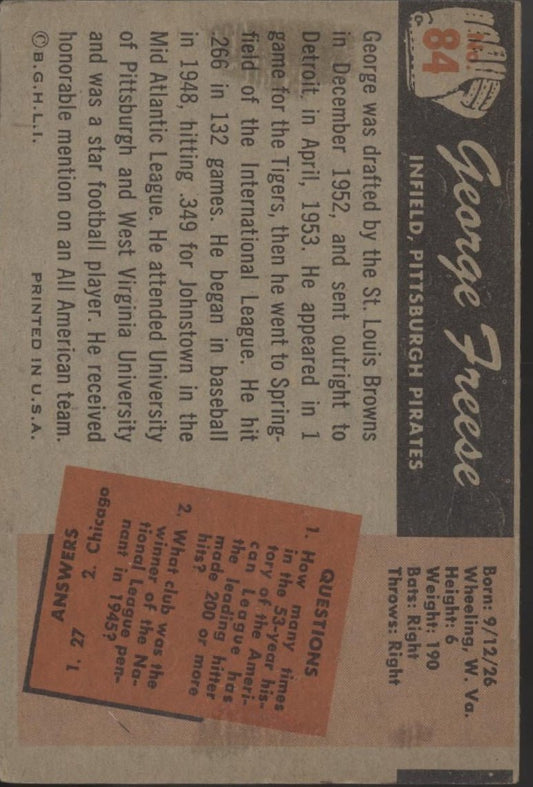 No.
84
George Freese
INFIELD, PITTSBURGH PIRATES
Born: 9/12/26
Wheeling, W. Va.
Height: 6
Weight: 190
Bats: Right
Throws: Right
George was drafted by the St. Louis Browns
in December 1952, and sent outright to
Detroit, in April, 1953. He appeared in 1
game for the Tigers, then he went to Spring-
field of the International League. He hit
.266 in 132 games. He began in baseball
in 1948, hitting .349 for Johnstown in the
Mid Atlantic League. He attended University
of Pittsburgh and West Virginia University
and was a star football player. He received
honorable mention on an All American team.
©B.G.H.L.I. PRINTED IN U.S.A.
QUESTIONS
1. How many times
in the 53-year his-
tory of the Ameri-
can League has
the leading hitter
made 200 or more
hits?
2. What club was the
winner of the Na-
tional League pen-
nant in 1945?
ANSWERS
1. 27 2. Chicago